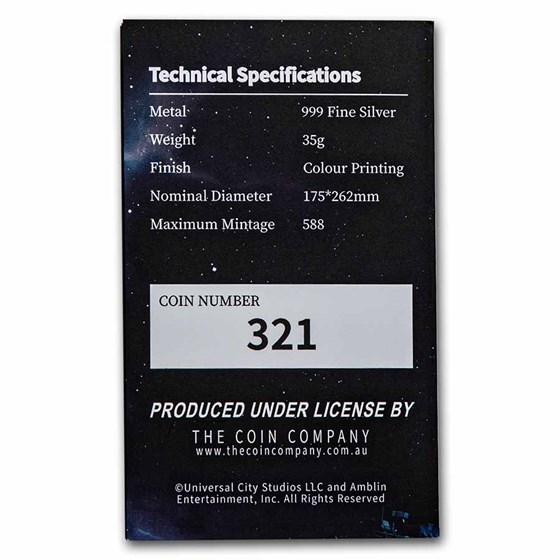 Technical Specifications
Metal 999 Fine Silver
Weight 35g
Finish Colour Printing
Nominal Diameter 175*262mm
Maximum Mintage 588
COIN NUMBER
321
PRODUCED UNDER LICENSE BY
THE COIN COMPANY
www.thecoincompany.com.au
©Universal City Studios LLC and Amblin
Entertainment, Inc. All Rights Reserved